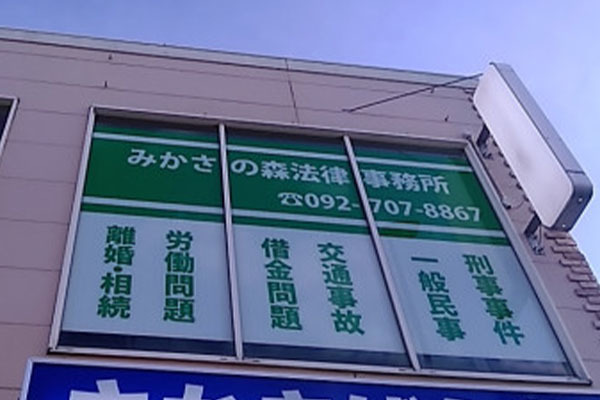 みかさの森法律事務所
☎092-707-8867
刑事事件
一般民事
交通事故
借金問題
労働問題
離婚・相続